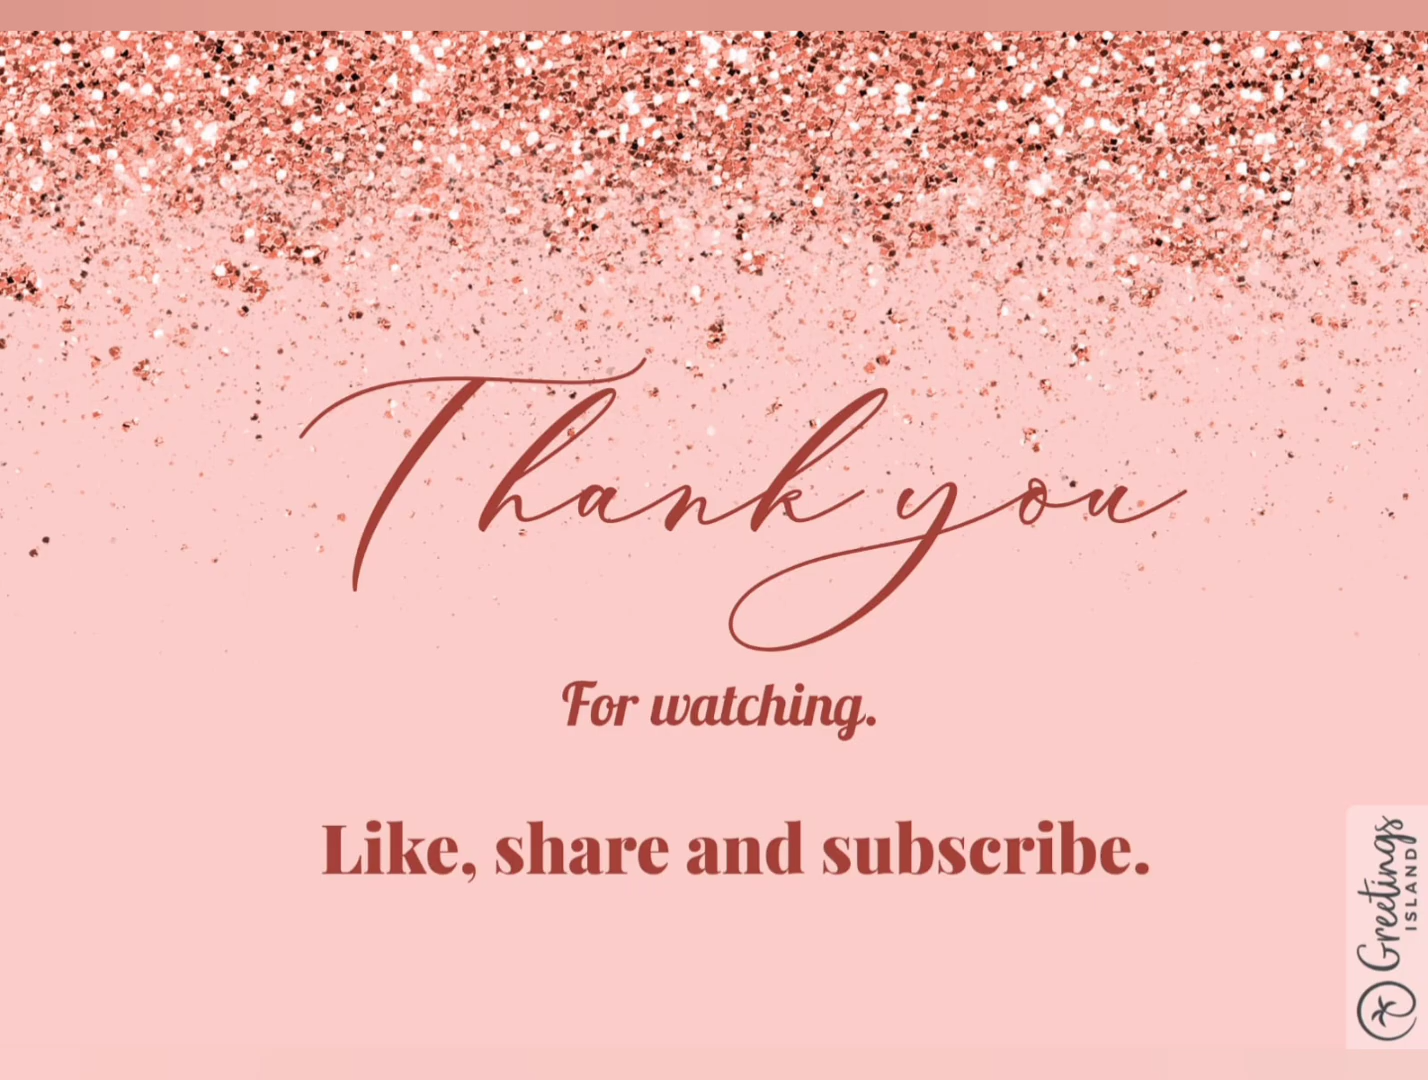 Thank you
For watching.
Like, share and subscribe.
Greetings
ISLAND